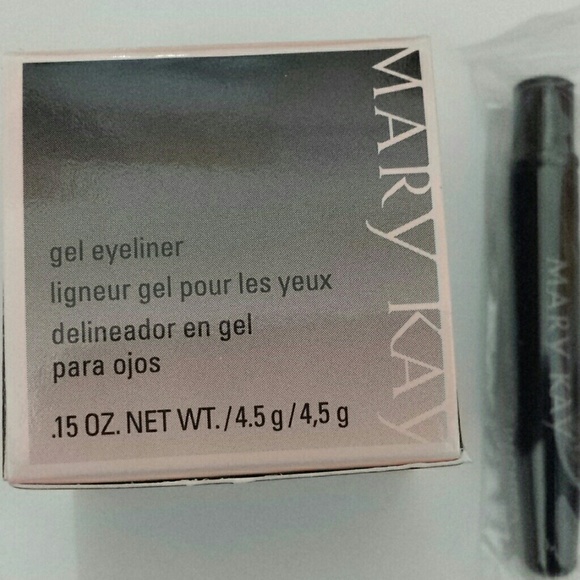 MARY KAY
gel eyeliner
ligneur gel pour les yeux
delineador en gel
para ojos
.15 OZ. NET WT. / 4.5 g / 4,5 g
MARY KAY